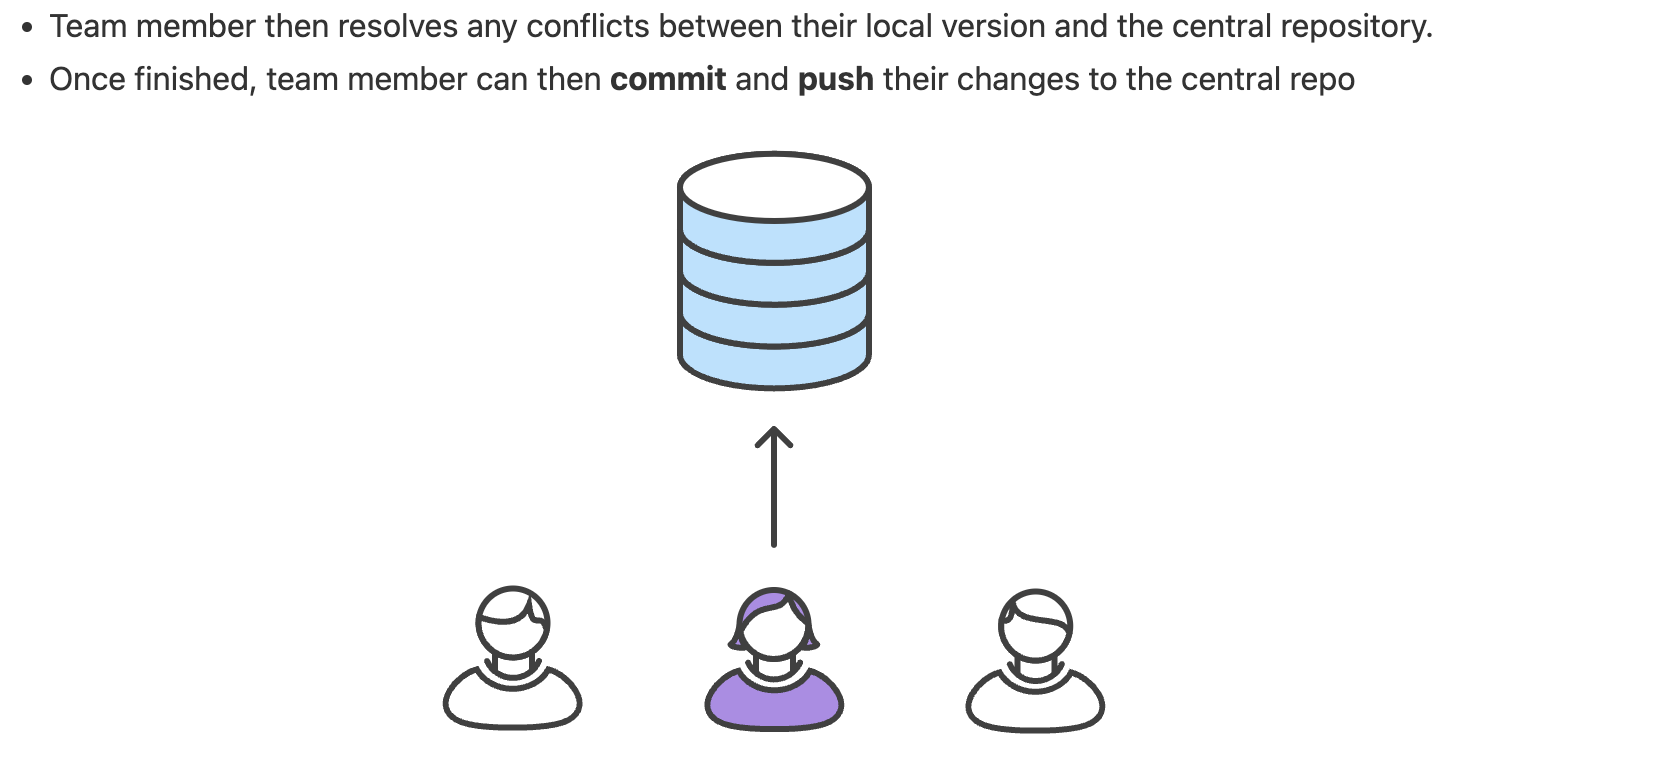 • Team member then resolves any conflicts between their local version and the central repository.
• Once finished, team member can then commit and push their changes to the central repo